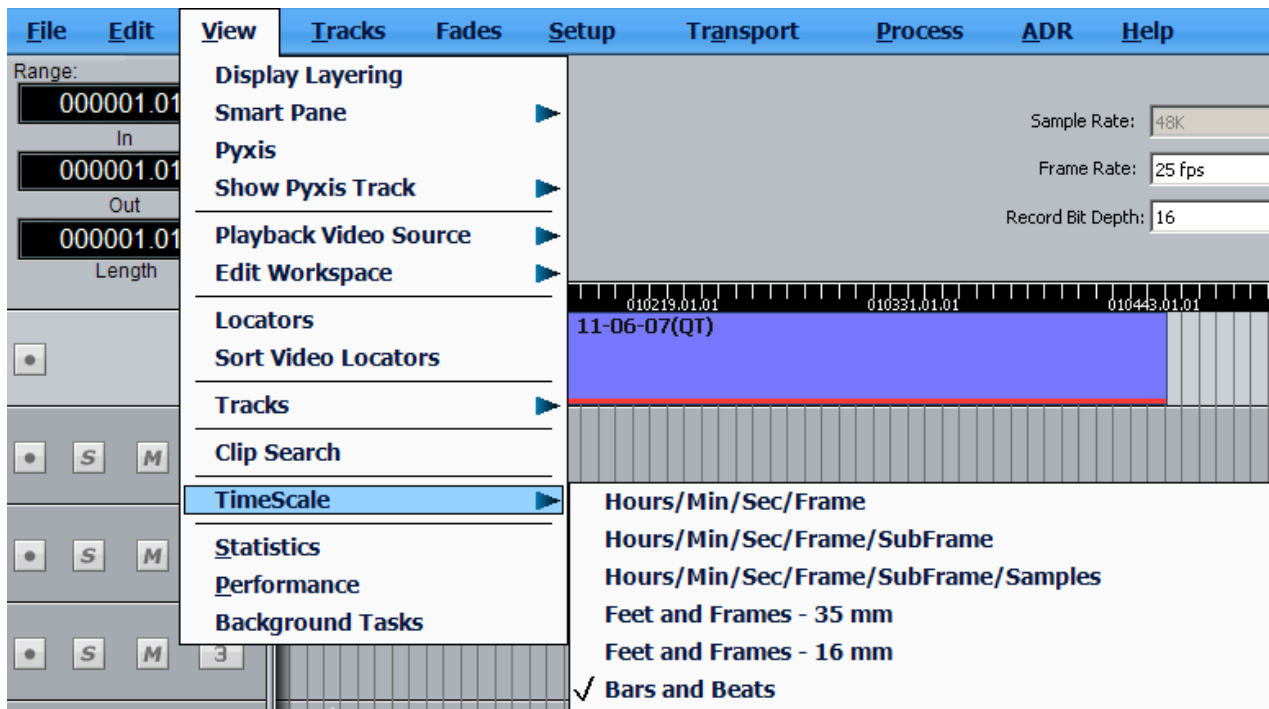 File Edit View Tracks Fades Setup Transport Process ADR Help
Range:
000001.01
In
000001.01
Out
000001.01
Length
Display Layering
Smart Pane
Pyxis
Show Pyxis Track
Playback Video Source
Edit Workspace
Locators
Sort Video Locators
Tracks
Clip Search
TimeScale
Statistics
Performance
Background Tasks
Sample Rate: 48K
Frame Rate: 25 fps
Record Bit Depth: 16
010219.01.01 010331.01.01 010443.01.01
11-06-07(QT)
S M
S M
S M 3
Hours/Min/Sec/Frame
Hours/Min/Sec/Frame/SubFrame
Hours/Min/Sec/Frame/SubFrame/Samples
Feet and Frames - 35 mm
Feet and Frames - 16 mm
Bars and Beats